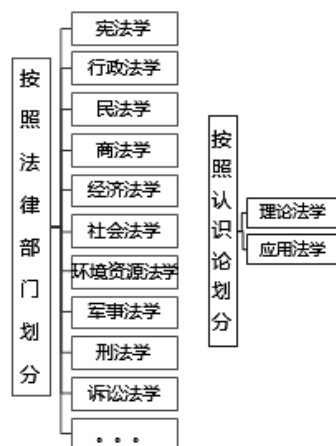 按照法律部门划分
宪法学
行政法学
民法学
商法学
经济法学
社会法学
环境资源法学
军事法学
刑法学
诉讼法学
。。。
按照认识论划分
理论法学
应用法学